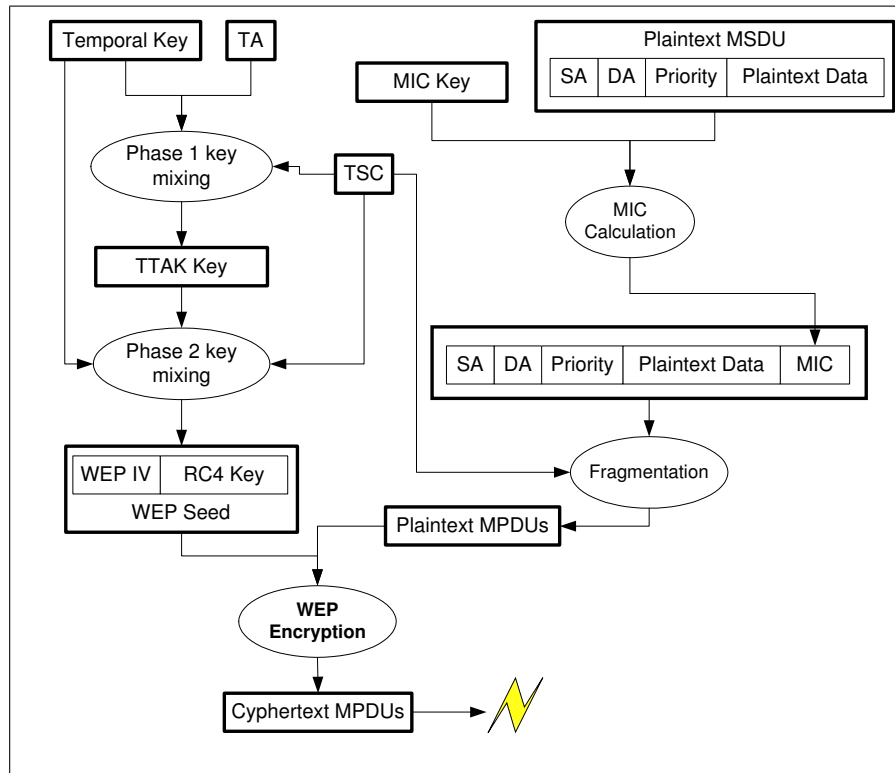 Temporal Key
TA
Plaintext MSDU
SA DA Priority Plaintext Data
MIC Key
Phase 1 key
mixing
TSC
MIC
Calculation
TTAK Key
Phase 2 key
mixing
SA DA Priority Plaintext Data MIC
WEP IV RC4 Key
WEP Seed
Fragmentation
Plaintext MPDUs
WEP
Encryption
Cyphertext MPDUs